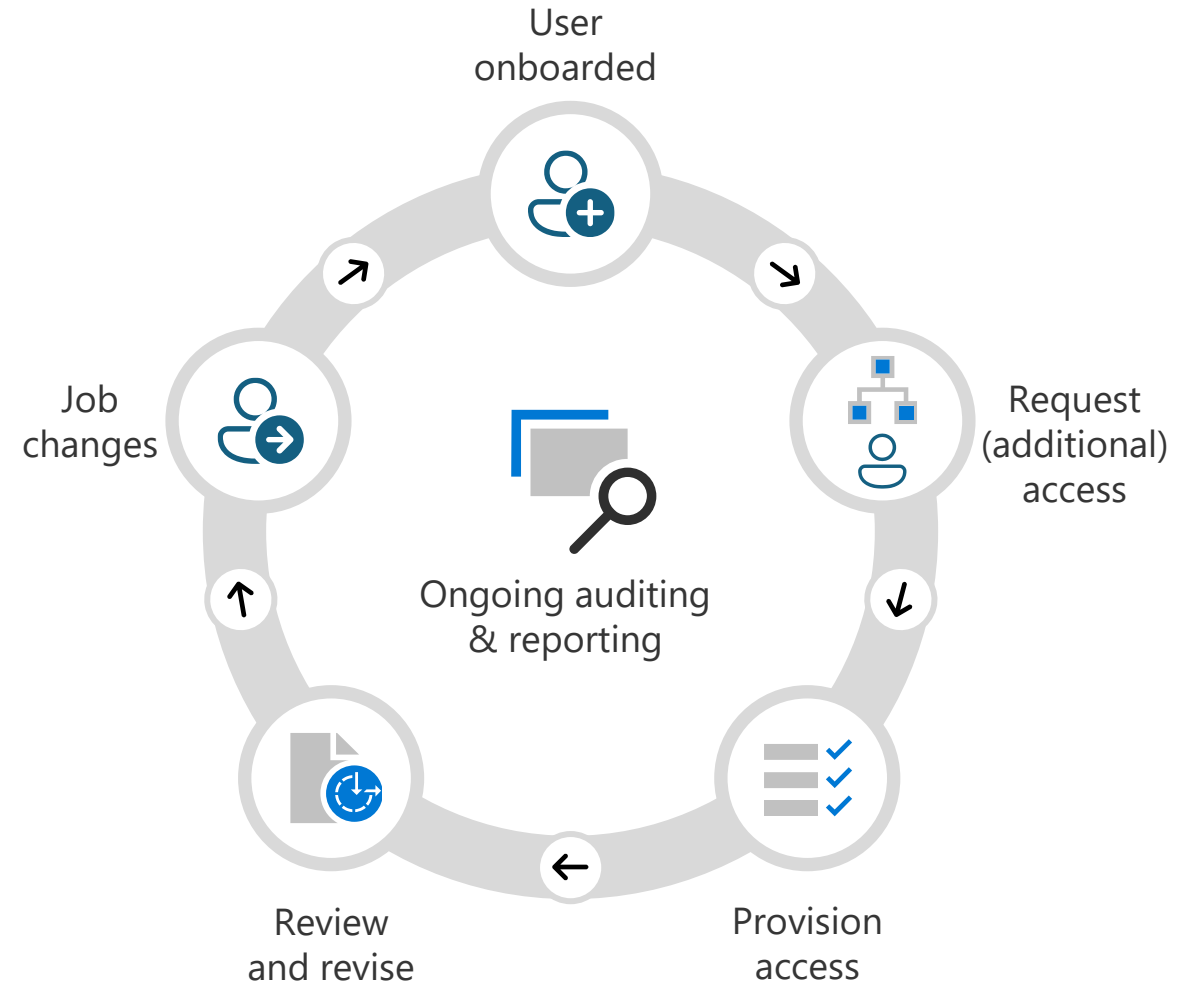 User
onboarded
Job
changes
Request
(additional)
access
Ongoing auditing
& reporting
Review
and revise
Provision
access